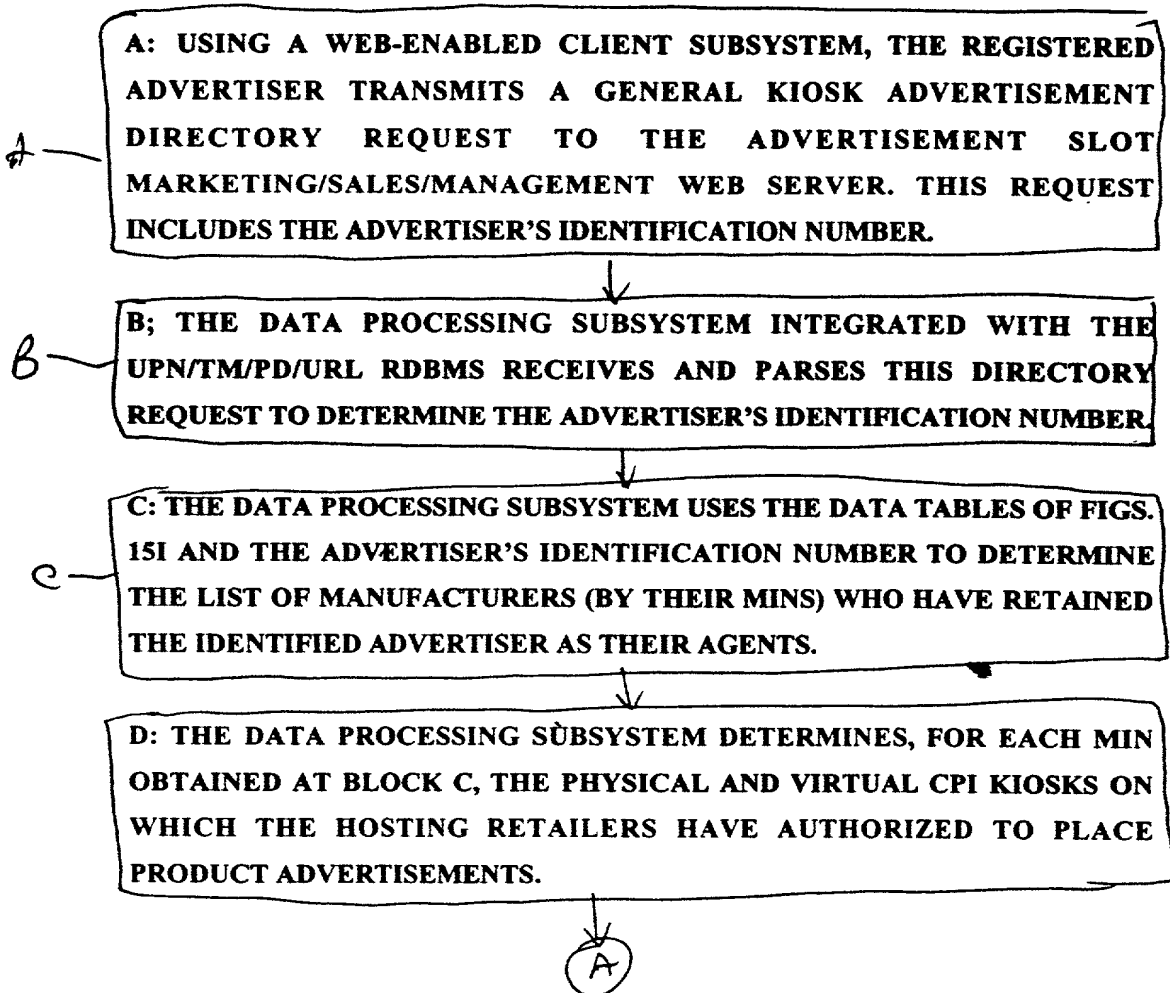 A: USING A WEB-ENABLED CLIENT SUBSYSTEM, THE REGISTERED
ADVERTISER TRANSMITS A GENERAL KIOSK ADVERTISEMENT
DIRECTORY REQUEST TO THE ADVERTISEMENT SLOT
MARKETING/SALES/MANAGEMENT WEB SERVER. THIS REQUEST
INCLUDES THE ADVERTISER'S IDENTIFICATION NUMBER.
A
B; THE DATA PROCESSING SUBSYSTEM INTEGRATED WITH THE
UPN/TM/PD/URL RDBMS RECEIVES AND PARSES THIS DIRECTORY
REQUEST TO DETERMINE THE ADVERTISER'S IDENTIFICATION NUMBER.
B
C: THE DATA PROCESSING SUBSYSTEM USES THE DATA TABLES OF FIGS.
15I AND THE ADVERTISER'S IDENTIFICATION NUMBER TO DETERMINE
THE LIST OF MANUFACTURERS (BY THEIR MINS) WHO HAVE RETAINED
THE IDENTIFIED ADVERTISER AS THEIR AGENTS.
C
D: THE DATA PROCESSING SUBSYSTEM DETERMINES, FOR EACH MIN
OBTAINED AT BLOCK C, THE PHYSICAL AND VIRTUAL CPI KIOSKS ON
WHICH THE HOSTING RETAILERS HAVE AUTHORIZED TO PLACE
PRODUCT ADVERTISEMENTS.
A